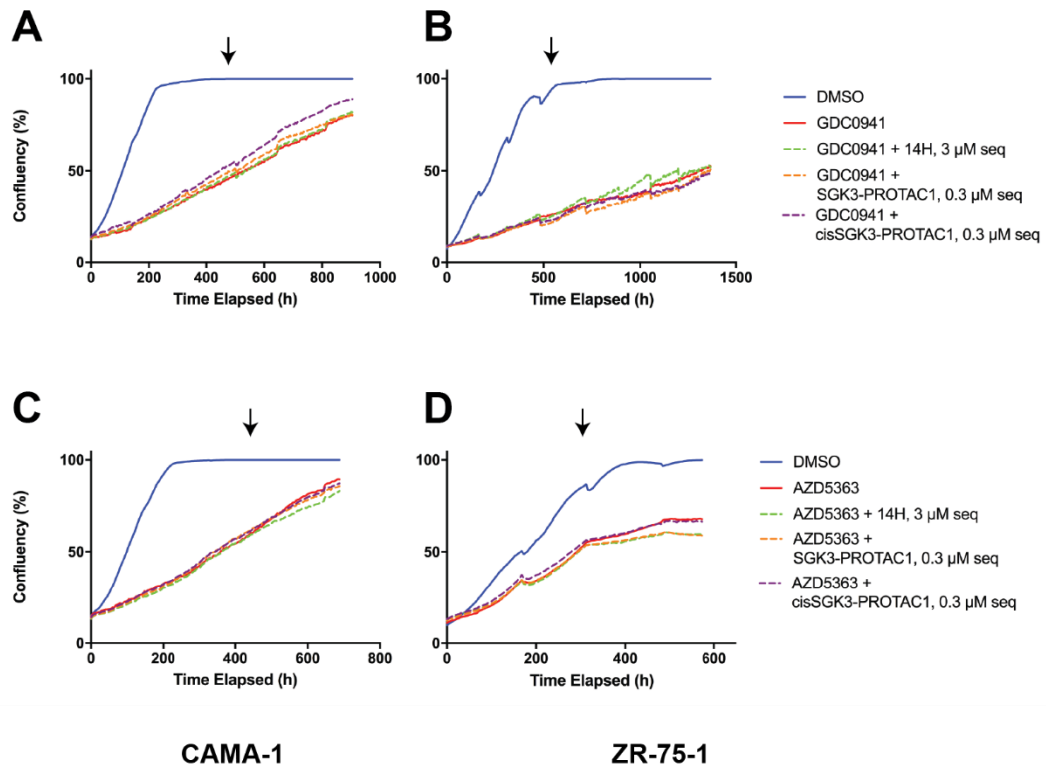 A
B
100
50
0
Confluency (%)
0 200 400 600 800 1000
Time Elapsed (h)
100
50
0
0 500 1000 1500
Time Elapsed (h)
DMSO
GDC0941
GDC0941 + 14H, 3 µM seq
GDC0941 +
SGK3-PROTAC1, 0.3 µM seq
GDC0941 +
cisSGK3-PROTAC1, 0.3 µM seq
C
D
100
50
0
Confluency (%)
0 200 400 600 800
Time Elapsed (h)
100
50
0
Confluency (%)
0 200 400 600
Time Elapsed (h)
DMSO
AZD5363
AZD5363 + 14H, 3 µM seq
AZD5363 +
SGK3-PROTAC1, 0.3 µM seq
AZD5363 +
cisSGK3-PROTAC1, 0.3 µM seq
CAMA-1
ZR-75-1